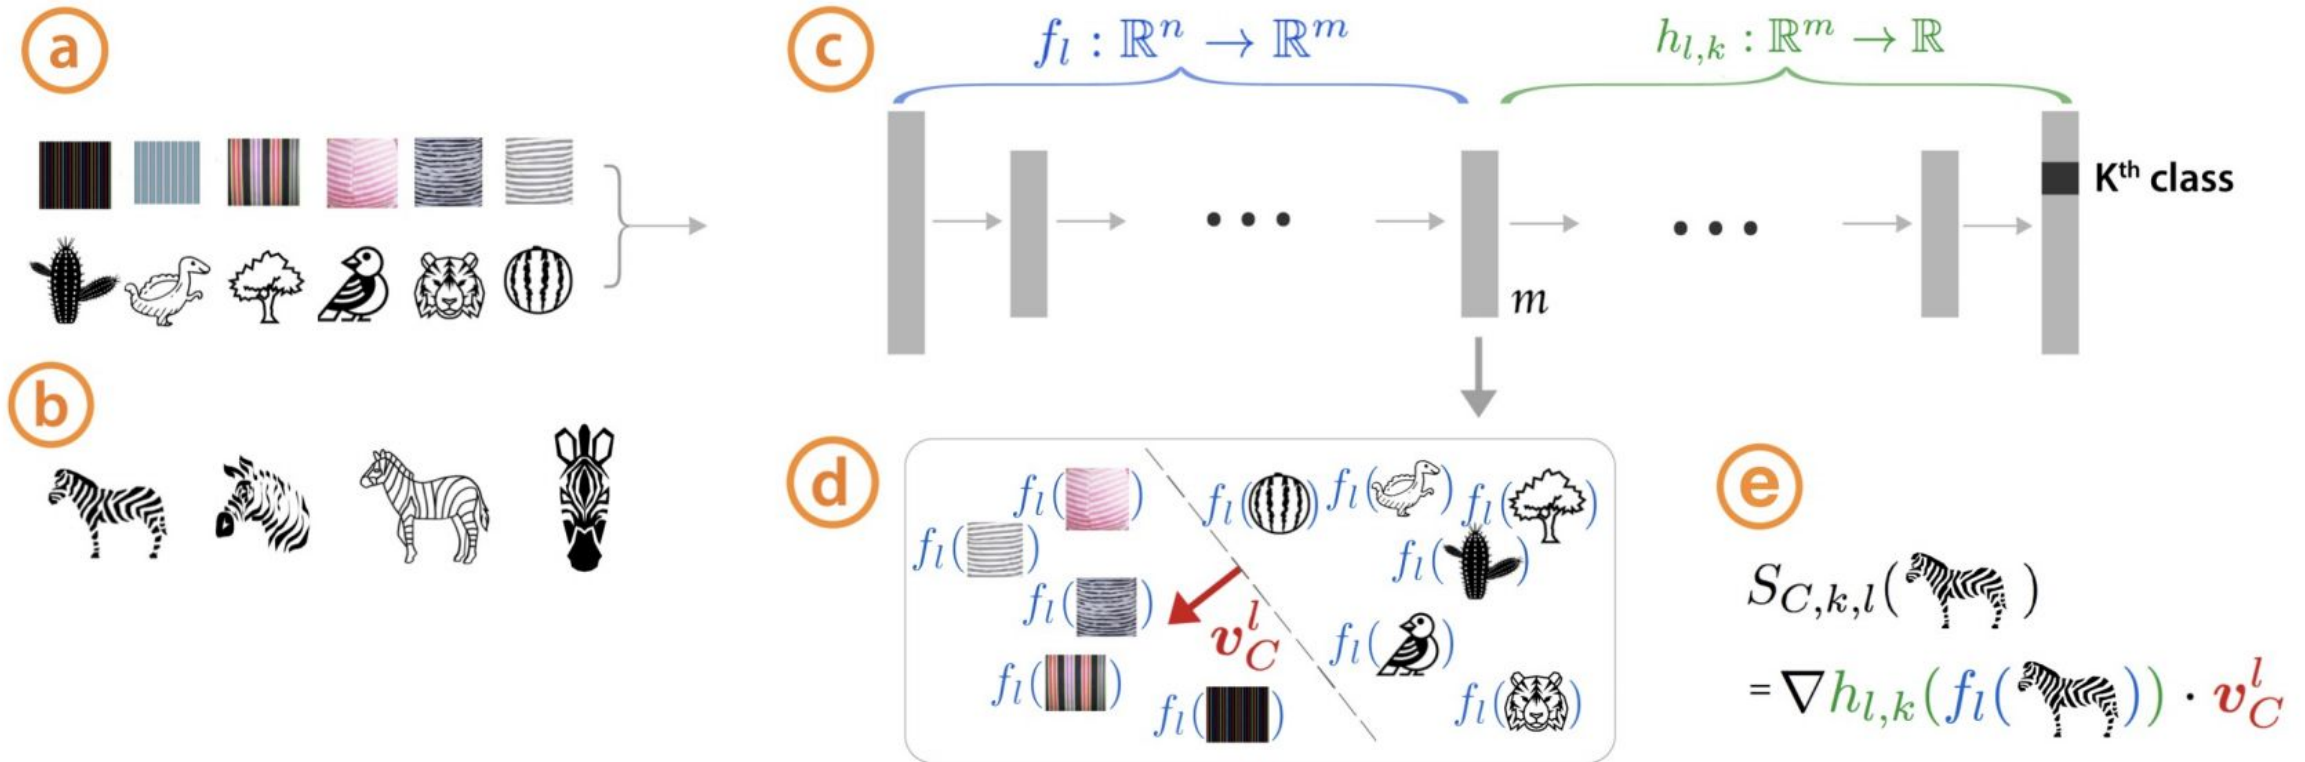 a
b
c
f_l : ℝ^n → ℝ^m
h_{l,k} : ℝ^m → ℝ
K^th class
m
d
f_l( )
f_l( )
f_l( )
f_l( )
f_l( )
f_l( )
f_l( )
f_l( )
f_l( )
f_l( )
f_l( )
v_C^l
e
S_{C,k,l}( )
= ∇h_{l,k}(f_l( )) · v_C^l